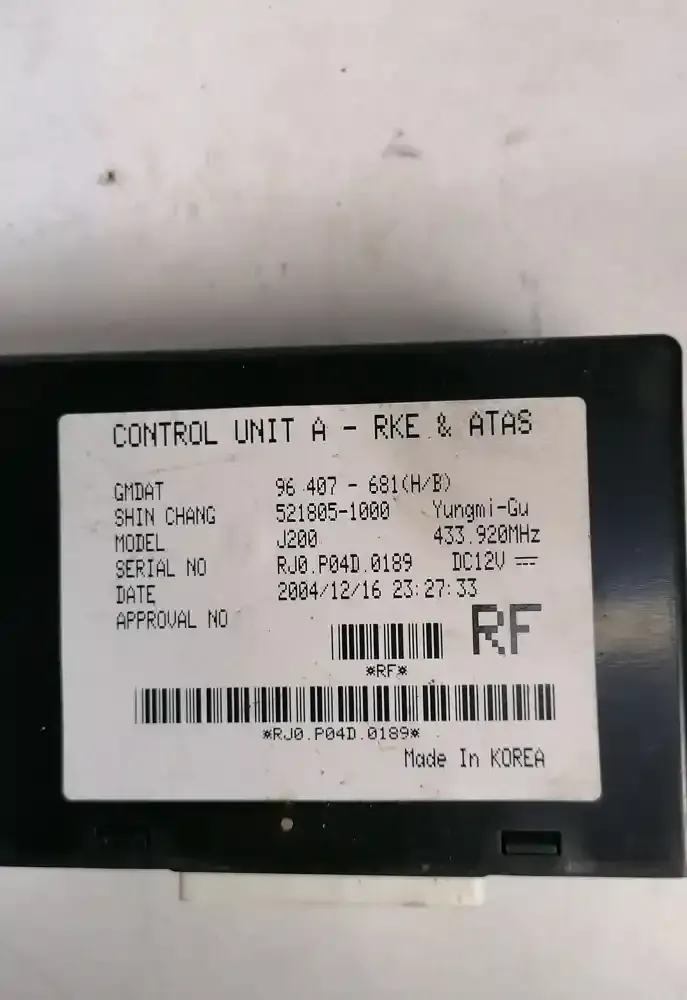 CONTROL UNIT A - RKE & ATAS
GMDAT 96 407 - 681(H/B)
SHIN CHANG 521805-1000 Yungmi-Gu
MODEL J200 433.920MHz
SERIAL NO RJ0.P04D.0189 DC12V
DATE 2004/12/16 23:27:33
APPROVAL NO
RF
*RF*
*RJ0.P04D.0189*
Made In KOREA